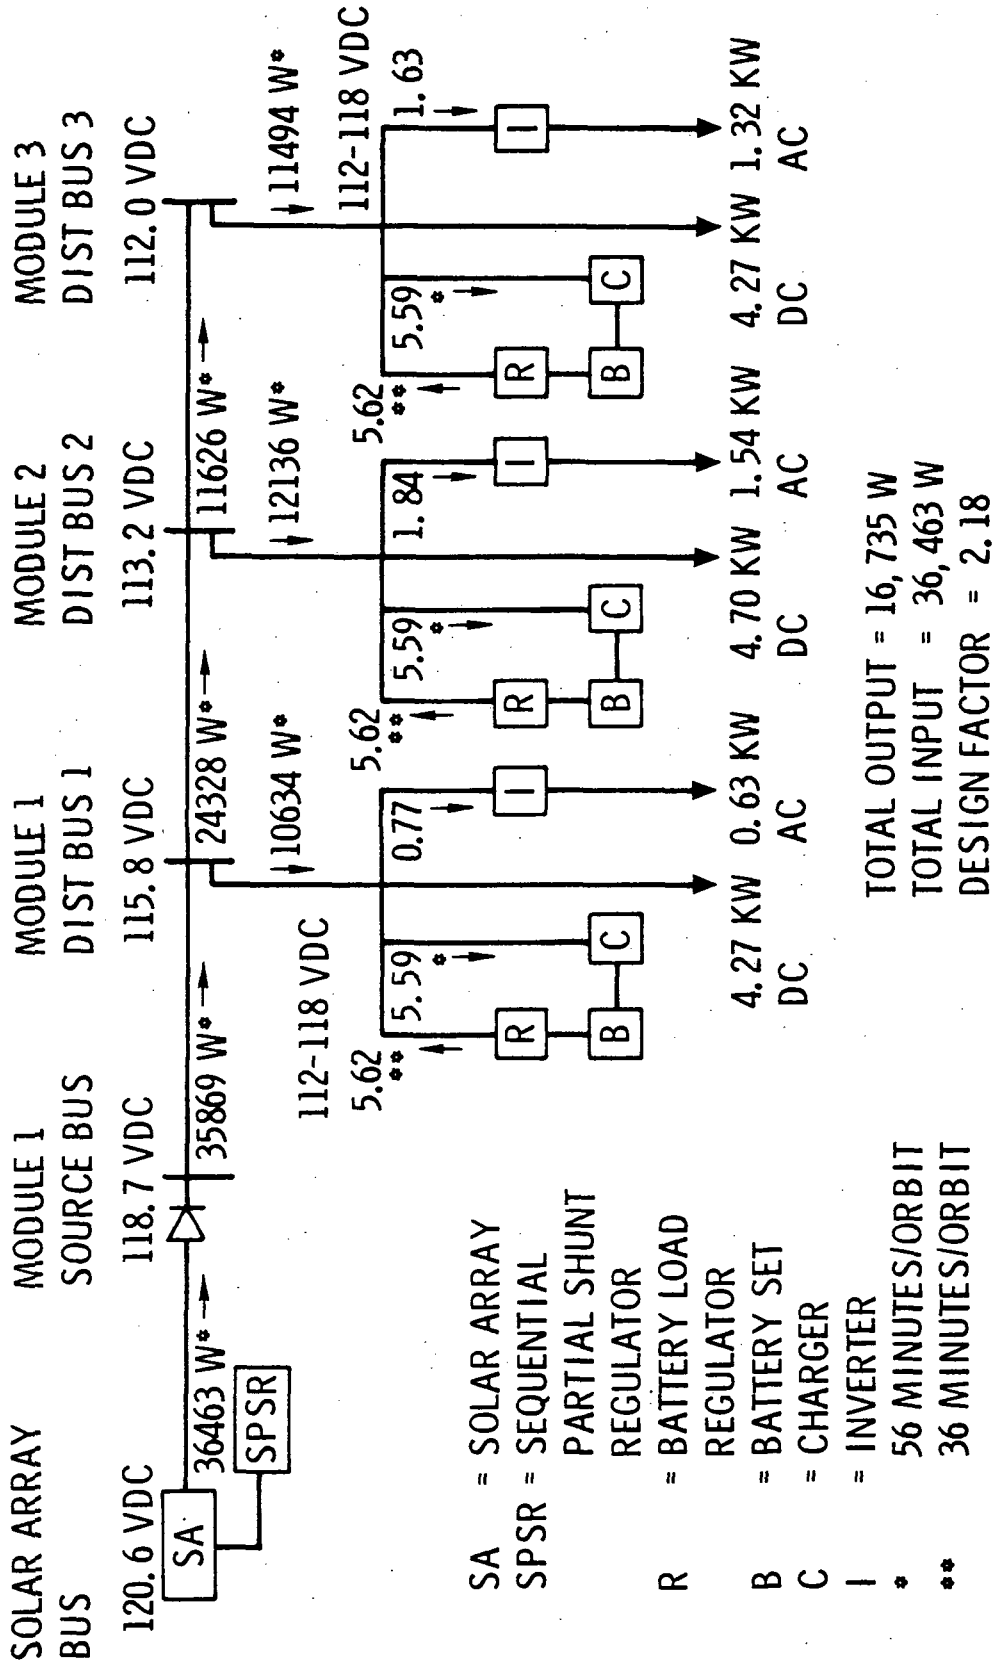 SOLAR ARRAY
BUS
120.6 VDC
MODULE 1
SOURCE BUS
118.7 VDC
MODULE 1
DIST BUS 1
115.8 VDC
MODULE 2
DIST BUS 2
113.2 VDC
MODULE 3
DIST BUS 3
112.0 VDC
SA
36463 W*
SPSR
35869 W*
24328 W*
11626 W*
10634 W*
12136 W*
11494 W*
112-118 VDC
5.62
**
5.59
*
0.77
R
B
C
I
4.27 KW
DC
0.63 KW
AC
5.62
**
5.59
*
1.84
R
B
C
I
4.70 KW
DC
1.54 KW
AC
112-118 VDC
5.62
**
5.59
*
1.63
R
B
C
I
4.27 KW
DC
1.32 KW
AC
SA = SOLAR ARRAY
SPSR = SEQUENTIAL
PARTIAL SHUNT
REGULATOR
R = BATTERY LOAD
REGULATOR
B = BATTERY SET
C = CHARGER
I = INVERTER
* 56 MINUTES/ORBIT
** 36 MINUTES/ORBIT
TOTAL OUTPUT = 16,735 W
TOTAL INPUT = 36,463 W
DESIGN FACTOR = 2.18